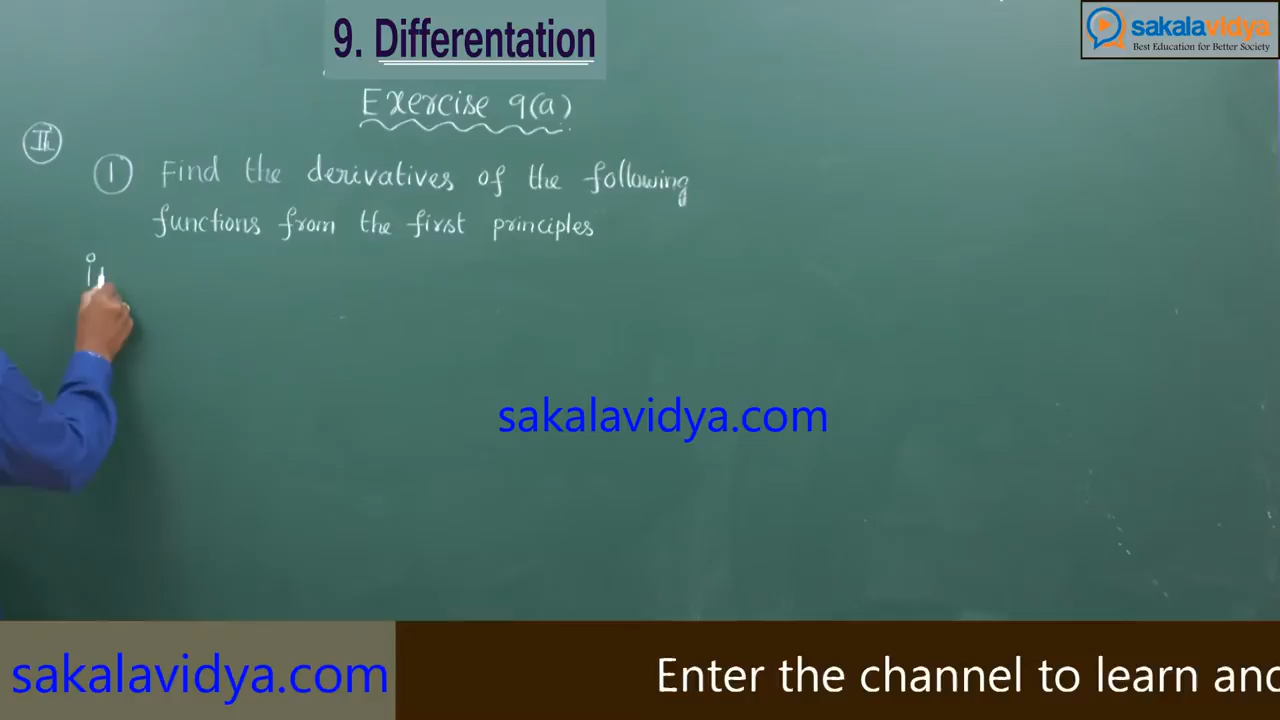 9. Differentation
sakalavidya
Best Education for Better Society
Exercise 9(a)
II
1 Find the derivatives of the following
functions from the first principles
i
sakalavidya.com
sakalavidya.com
Enter the channel to learn and